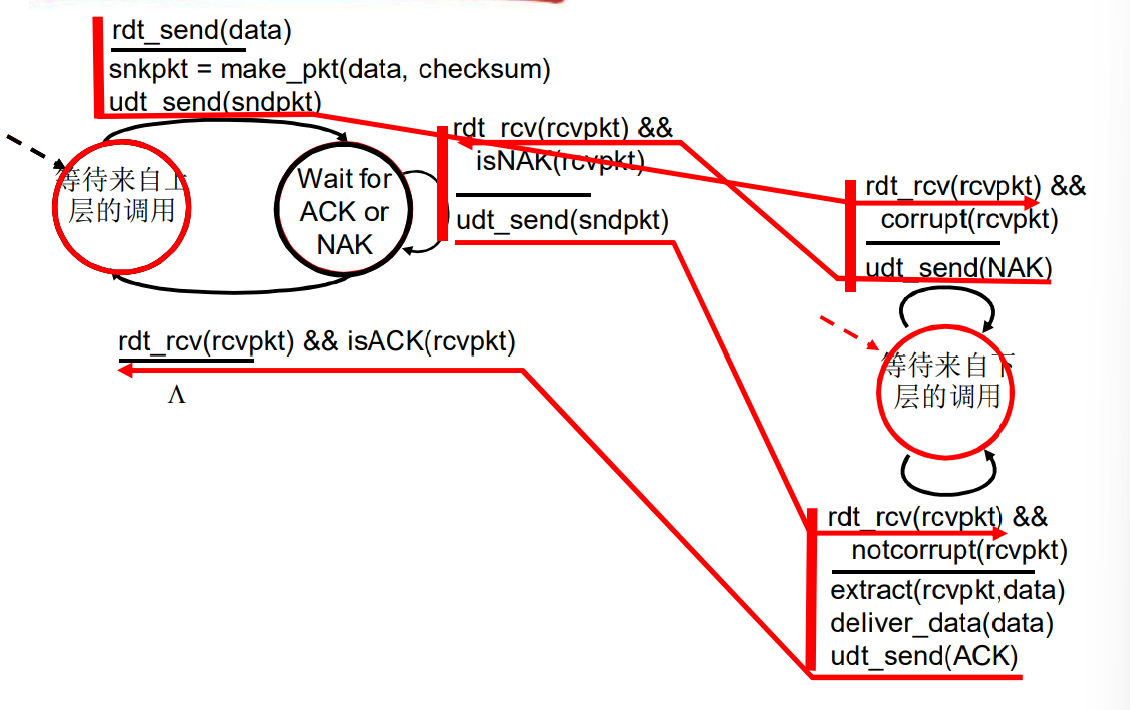 rdt_send(data)
snkpkt = make_pkt(data, checksum)
udt_send(sndpkt)
等待来自上
层的调用
Wait for
ACK or
NAK
rdt_rcv(rcvpkt) &&
isNAK(rcvpkt)
udt_send(sndpkt)
rdt_rcv(rcvpkt) && isACK(rcvpkt)
Λ
rdt_rcv(rcvpkt) &&
corrupt(rcvpkt)
udt_send(NAK)
等待来自下
层的调用
rdt_rcv(rcvpkt) &&
notcorrupt(rcvpkt)
extract(rcvpkt,data)
deliver_data(data)
udt_send(ACK)